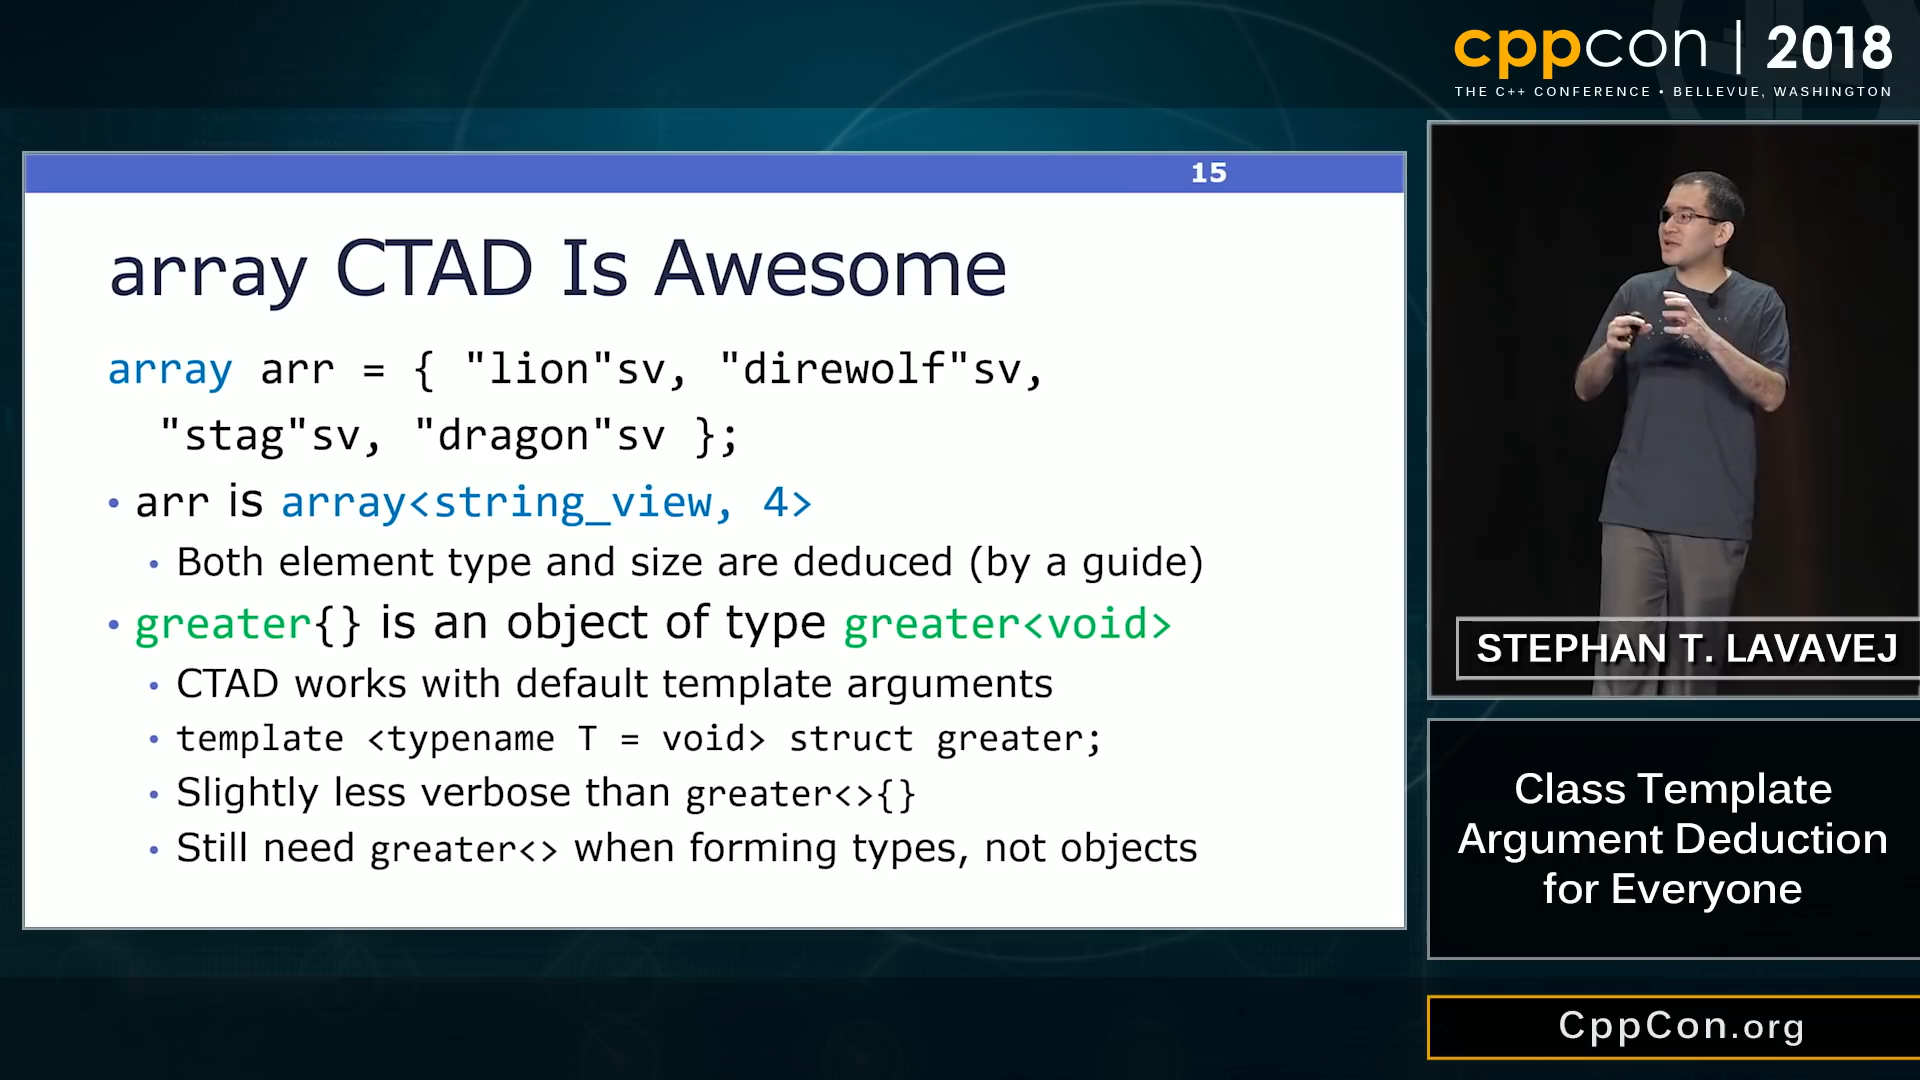 cppcon | 2018
THE C++ CONFERENCE • BELLEVUE, WASHINGTON
15
array CTAD Is Awesome
array arr = { "lion"sv, "direwolf"sv,
"stag"sv, "dragon"sv };
• arr is array<string_view, 4>
• Both element type and size are deduced (by a guide)
• greater{} is an object of type greater<void>
• CTAD works with default template arguments
• template <typename T = void> struct greater;
• Slightly less verbose than greater<>{}
• Still need greater<> when forming types, not objects
STEPHAN T. LAVAVEJ
Class Template
Argument Deduction
for Everyone
CppCon.org